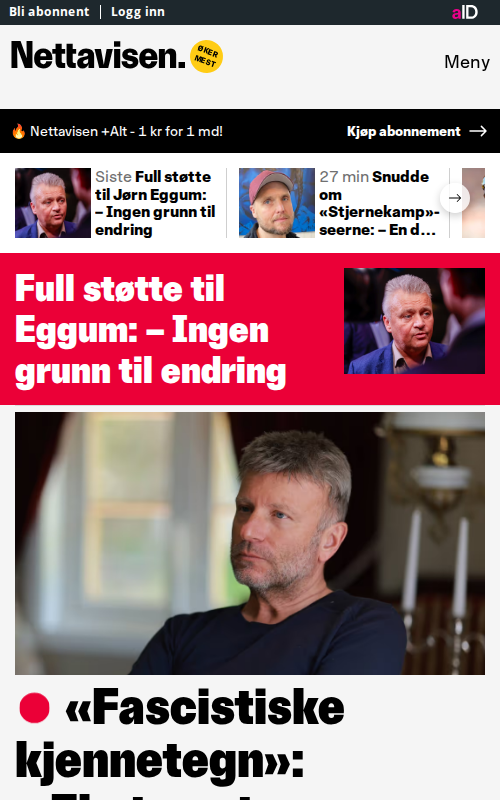 Bli abonnent | Logg inn
aID
Nettavisen.
ØKER
MEST
Meny
🔥 Nettavisen +Alt - 1 kr for 1 md!
Kjøp abonnement →
Siste Full støtte
til Jørn Eggum:
– Ingen grunn til
endring
27 min Snudde
om
«Stjernekamp»-
seerne: – En d...
Full støtte til
Eggum: – Ingen
grunn til endring
«Fascistiske
kjennetegn»: